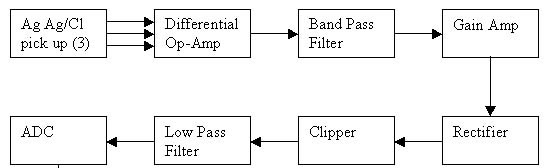 Ag Ag/Cl
pick up (3)
Differential
Op-Amp
Band Pass
Filter
Gain Amp
ADC
Low Pass
Filter
Clipper
Rectifier